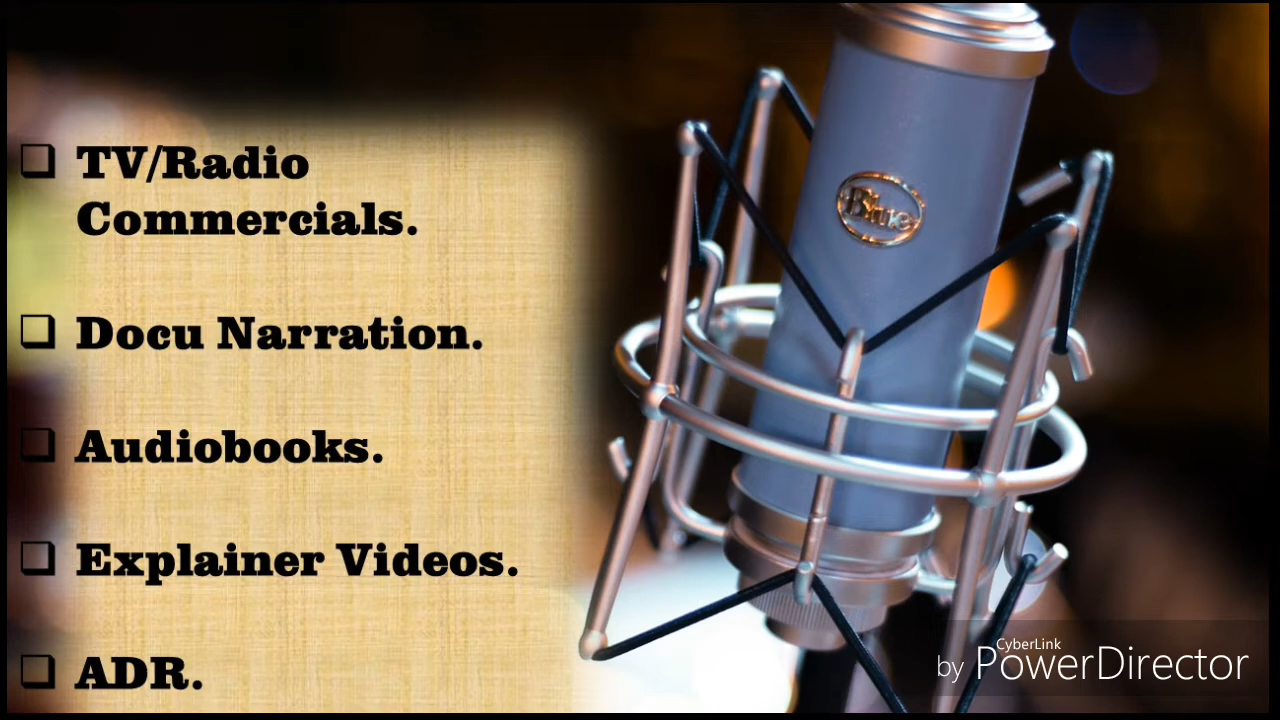 TV/Radio
Commercials.
Docu Narration.
Audiobooks.
Explainer Videos.
ADR.
Blue
CyberLink
by PowerDirector